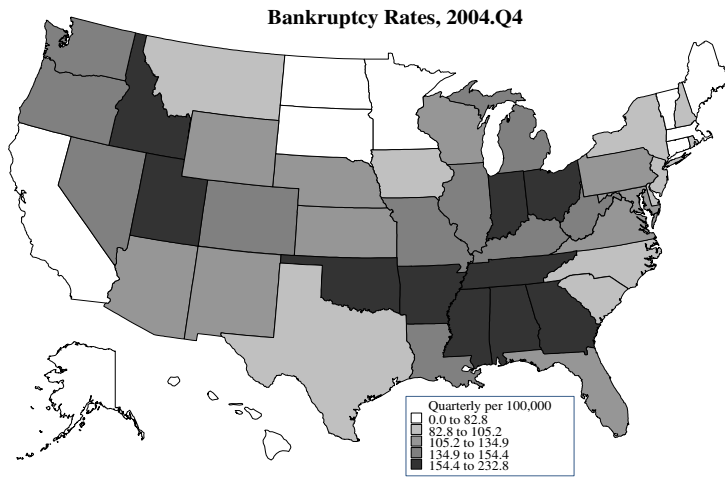 Bankruptcy Rates, 2004.Q4
Quarterly per 100,000
0.0 to 82.8
82.8 to 105.2
105.2 to 134.9
134.9 to 154.4
154.4 to 232.8